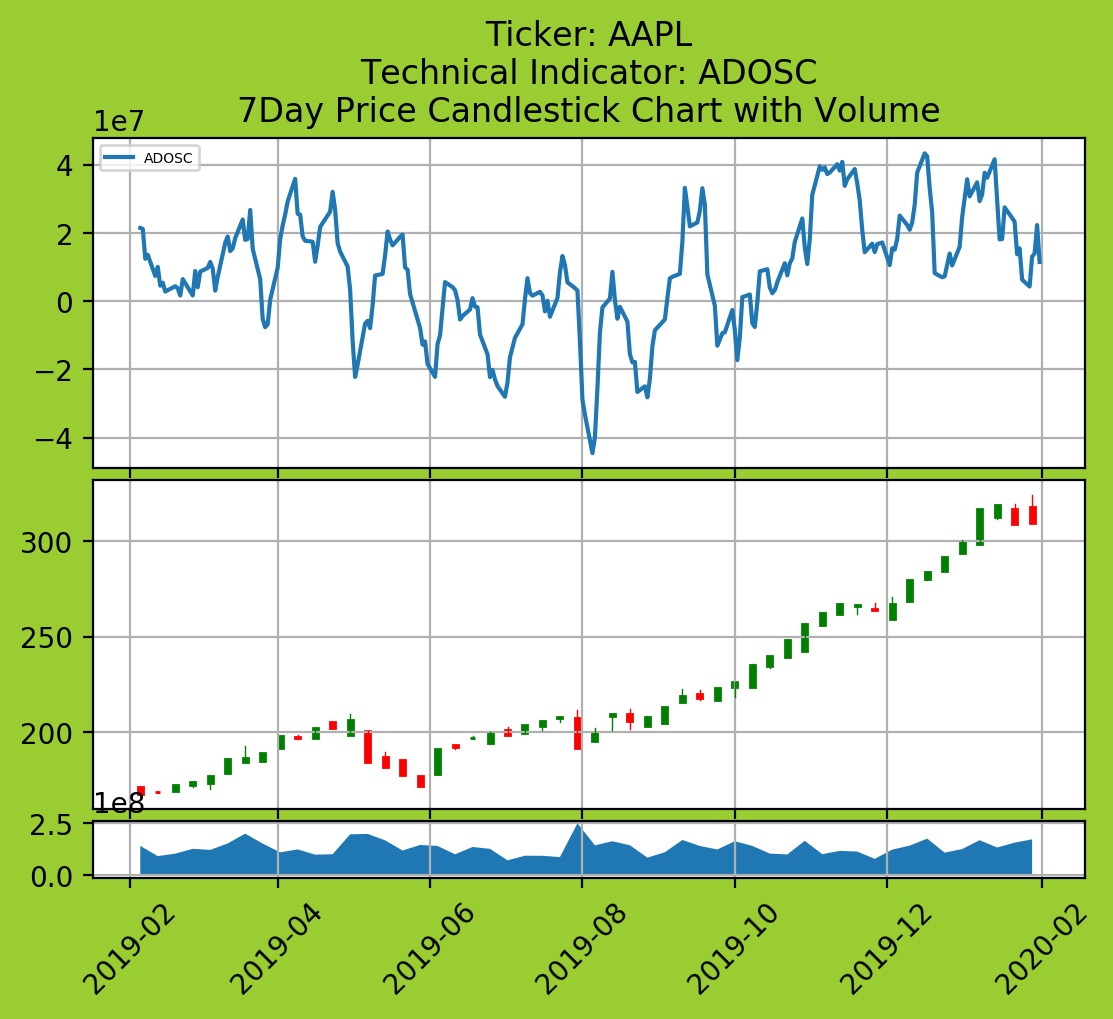 Ticker: AAPL
Technical Indicator: ADOSC
7Day Price Candlestick Chart with Volume
1e7
ADOSC
4
2
0
−2
−4
300
250
200
1e8
2.5
0.0
2019-02
2019-04
2019-06
2019-08
2019-10
2019-12
2020-02